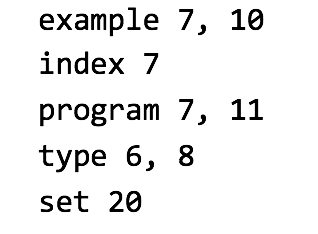 example 7, 10
index 7
program 7, 11
type 6, 8
set 20